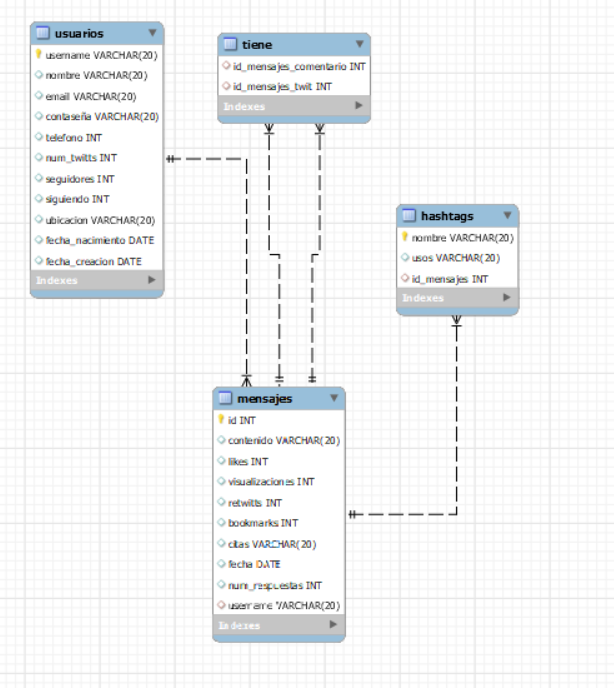 usuarios
username VARCHAR(20)
nombre VARCHAR(20)
email VARCHAR(20)
contaseña VARCHAR(20)
telefono INT
num_twitts INT
seguidores INT
siguiendo INT
ubicacion VARCHAR(20)
fecha_nacimiento DATE
fecha_creacion DATE
Indexes
tiene
id_mensajes_comentario INT
id_mensajes_twit INT
Indexes
hashtags
nombre VARCHAR(20)
usos VARCHAR(20)
id_mensajes INT
Indexes
mensajes
id INT
contenido VARCHAR(20)
likes INT
visualizaciones INT
retwitts INT
bookmarks INT
citas VARCHAR(20)
fecha DATE
num_respuestas INT
username VARCHAR(20)
Indexes